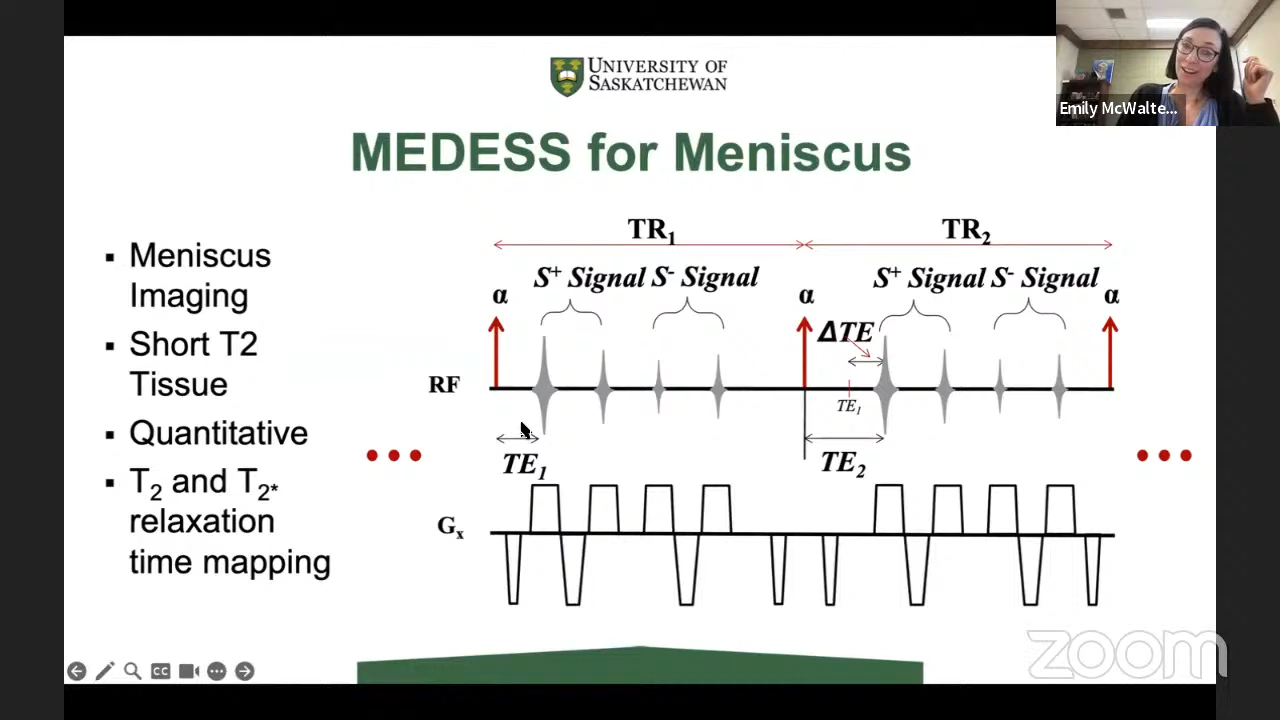 UNIVERSITY OF
SASKATCHEWAN
Emily McWalte...
MEDESS for Meniscus
▪ Meniscus
Imaging
▪ Short T2
Tissue
▪ Quantitative
▪ T₂ and T₂*
relaxation
time mapping
TR₁ TR₂
S⁺ Signal S⁻ Signal S⁺ Signal S⁻ Signal
α α α
ΔTE
RF
TE₁
TE₁ TE₂
Gₓ
CC
zoom